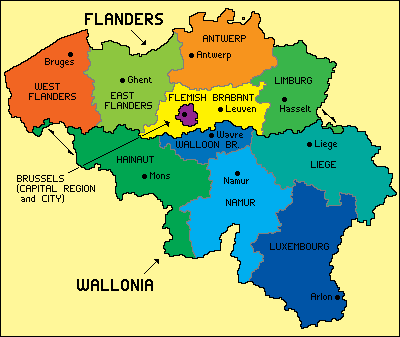 FLANDERS
ANTWERP
Antwerp
Bruges
WEST
FLANDERS
Ghent
EAST
FLANDERS
LIMBURG
Hasselt
FLEMISH BRABANT
Leuven
Wavre
WALLOON BR.
Liege
LIEGE
HAINAUT
Mons
BRUSSELS
(CAPITAL REGION
and CITY)
Namur
NAMUR
LUXEMBOURG
WALLONIA
Arlon